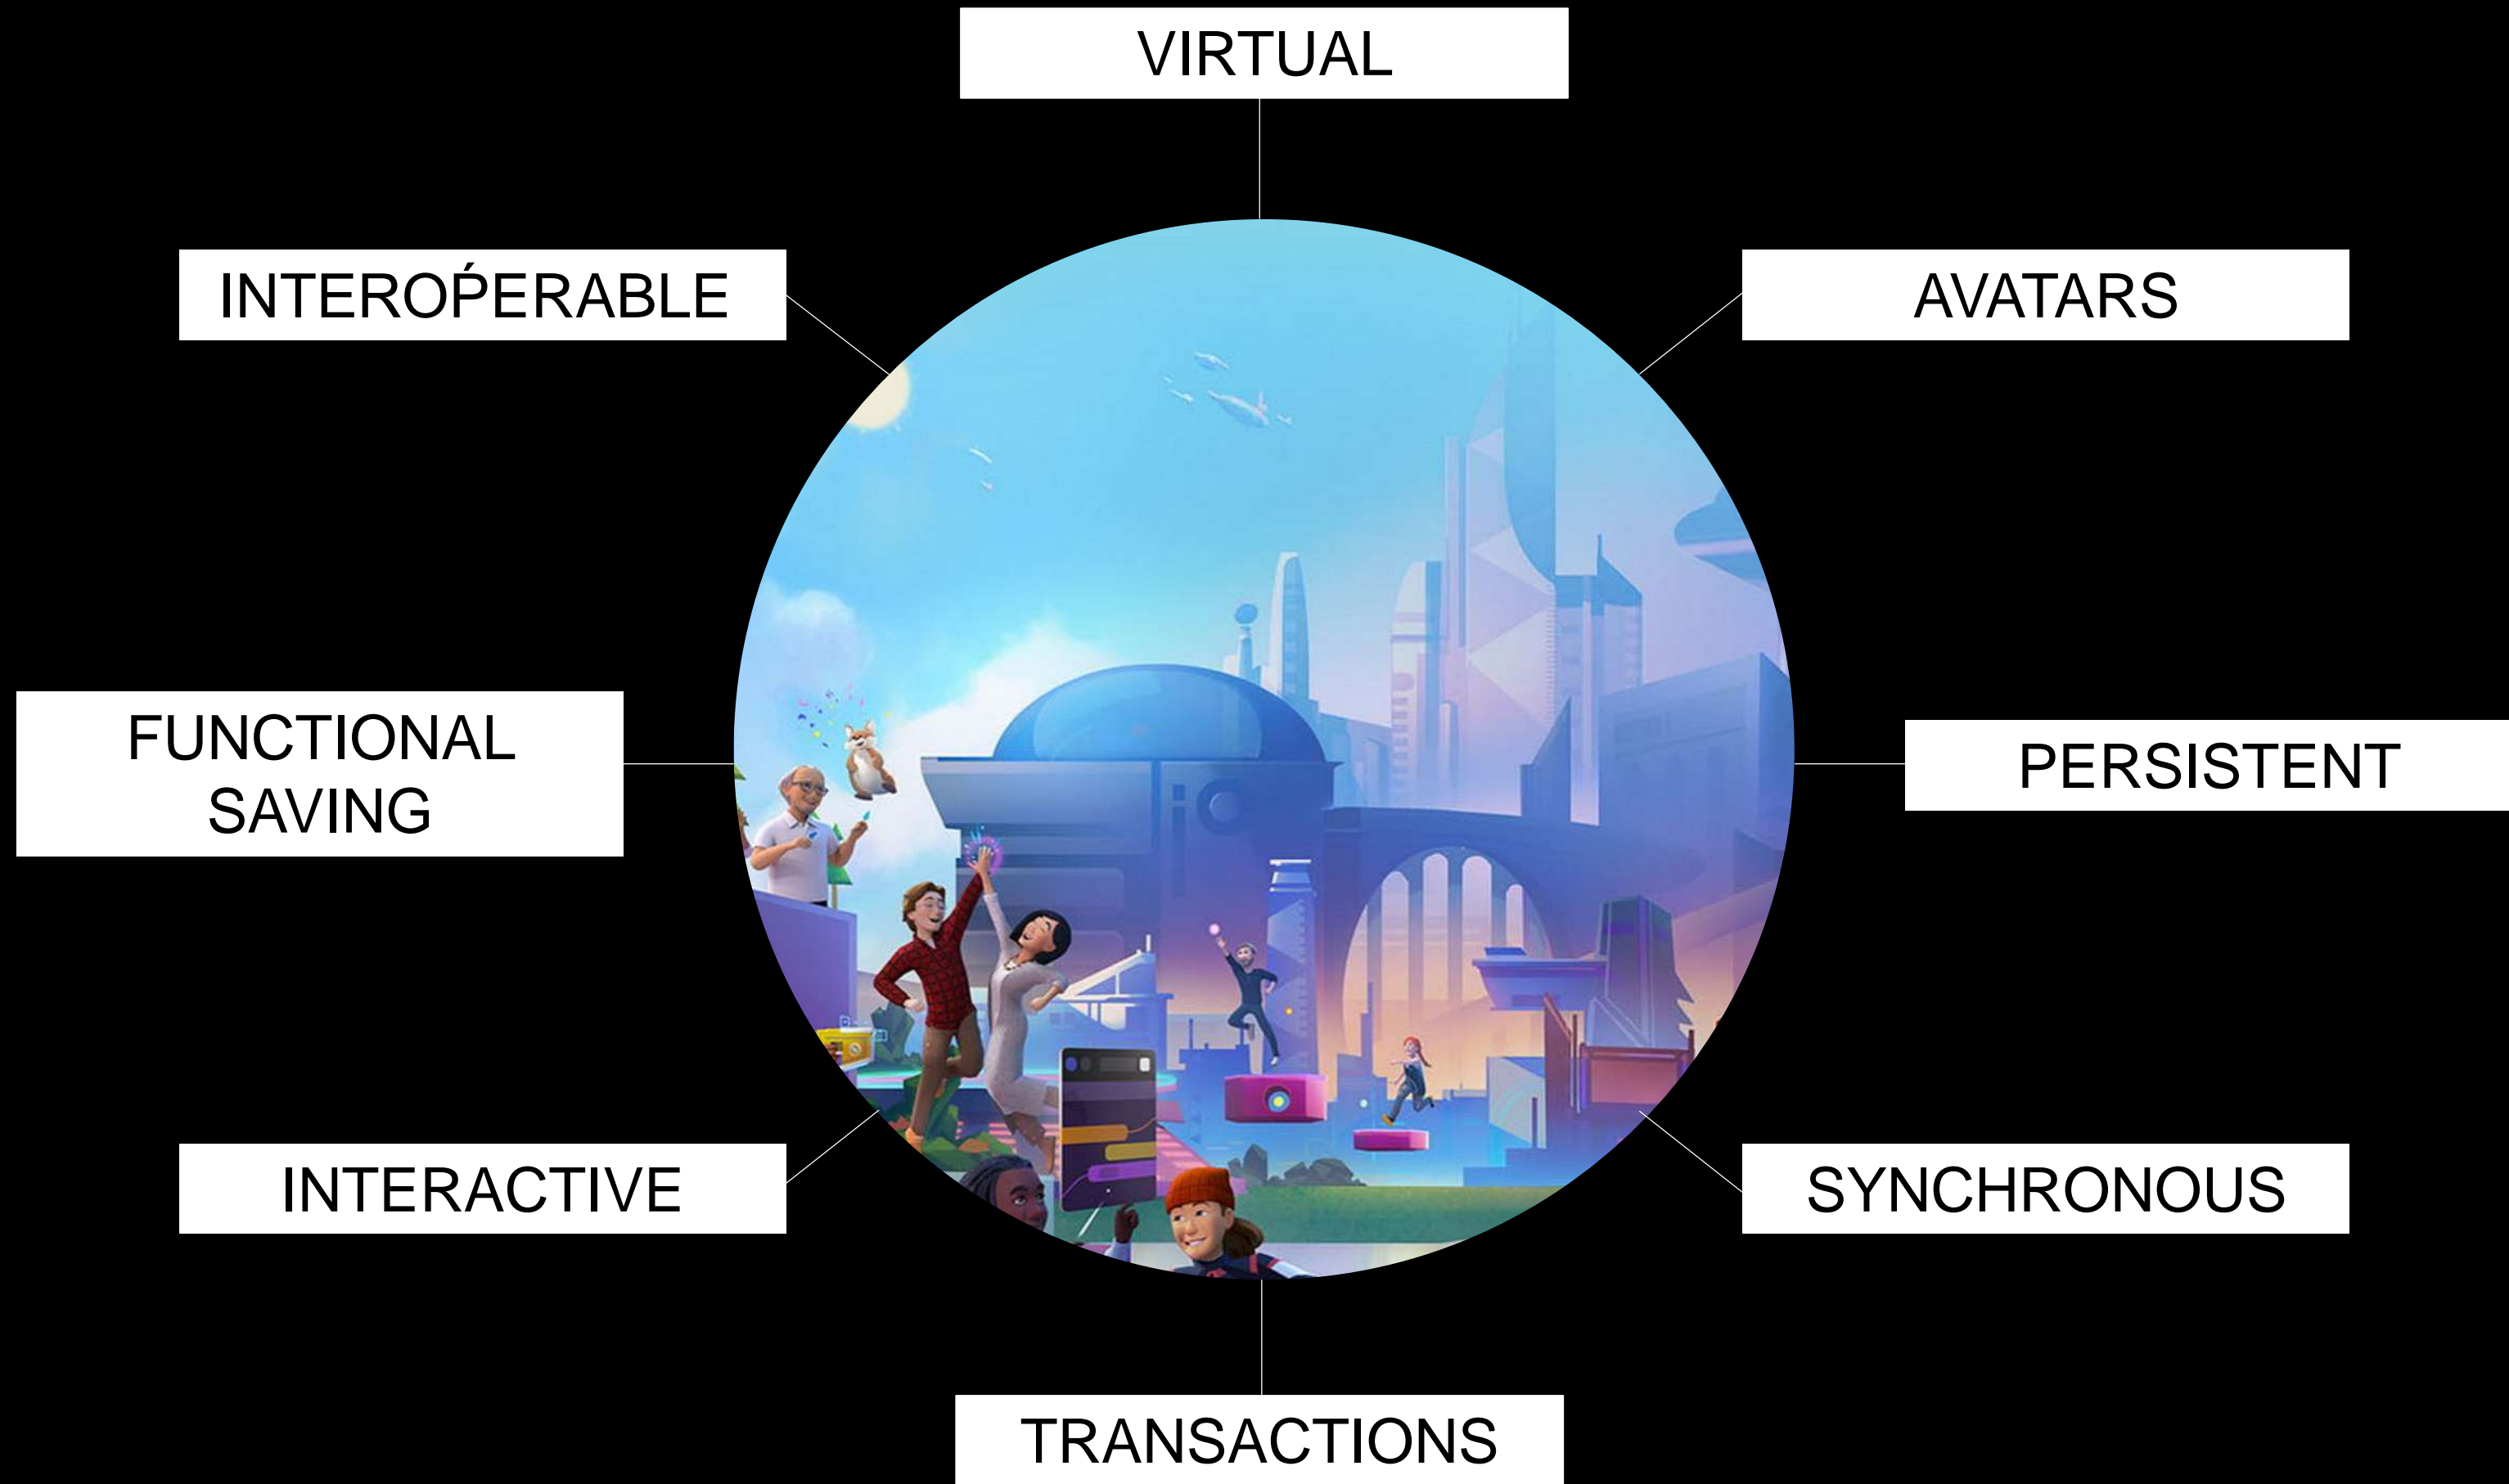 VIRTUAL
INTEROṔERABLE
AVATARS
FUNCTIONAL
SAVING
PERSISTENT
INTERACTIVE
SYNCHRONOUS
TRANSACTIONS